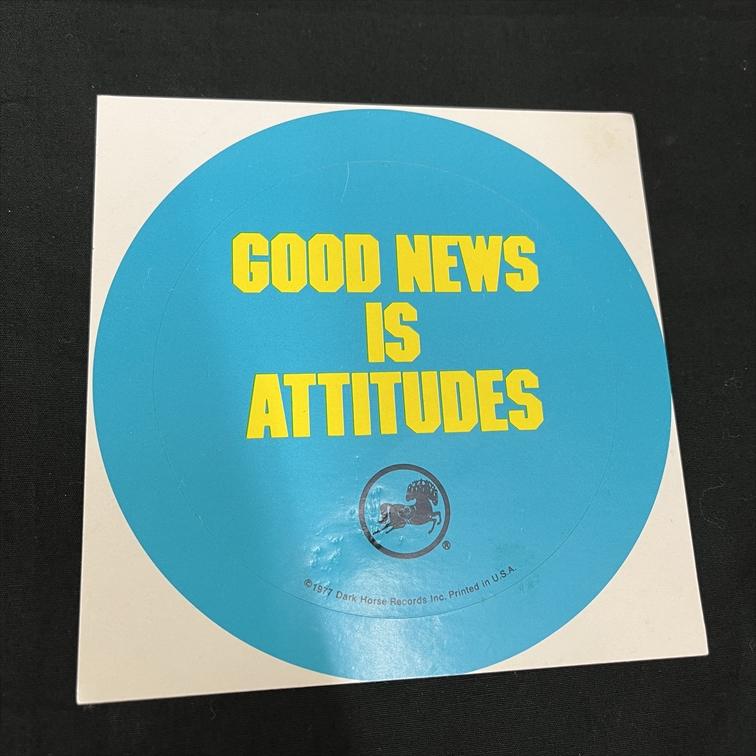 GOOD NEWS
IS
ATTITUDES
®
©1977 Dark Horse Records Inc. Printed in U.S.A.